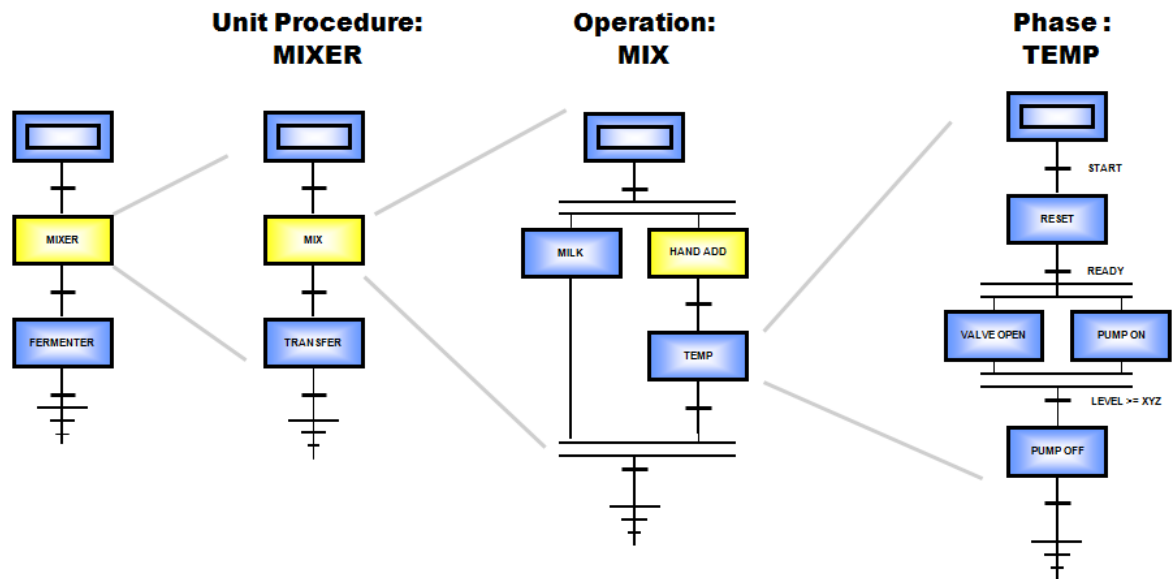 Unit Procedure:
MIXER
Operation:
MIX
Phase :
TEMP
MIXER
FERMENTER
MIX
TRANSFER
MILK
HAND ADD
TEMP
START
RESET
READY
VALVE OPEN
PUMP ON
LEVEL >= XYZ
PUMP OFF